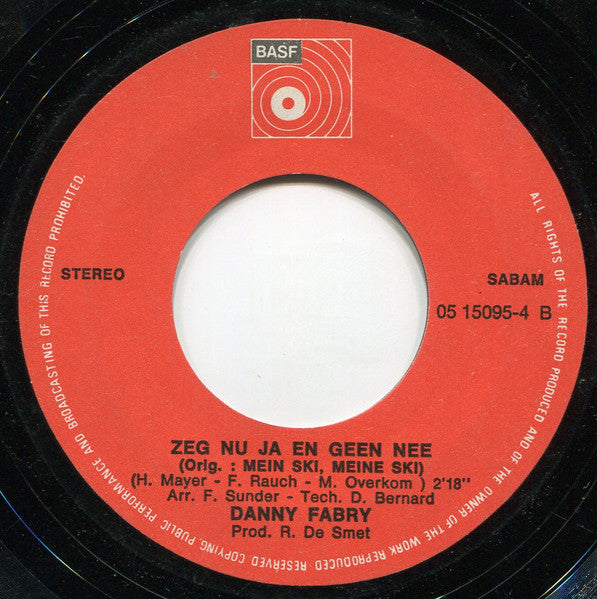 BASF
STEREO
SABAM
05 15095-4 B
ZEG NU JA EN GEEN NEE
(Orig. : MEIN SKI, MEINE SKI)
(H. Mayer - F. Rauch - M. Overkom ) 2'18"
Arr. F. Sunder - Tech. D. Bernard
DANNY FABRY
Prod. R. De Smet
ALL RIGHTS OF THE RECORD PRODUCED AND OF THE OWNER OF THE WORK REPRODUCED RESERVED COPYING, PUBLIC PERFORMANCE AND BROADCASTING OF THIS RECORD PROHIBITED.